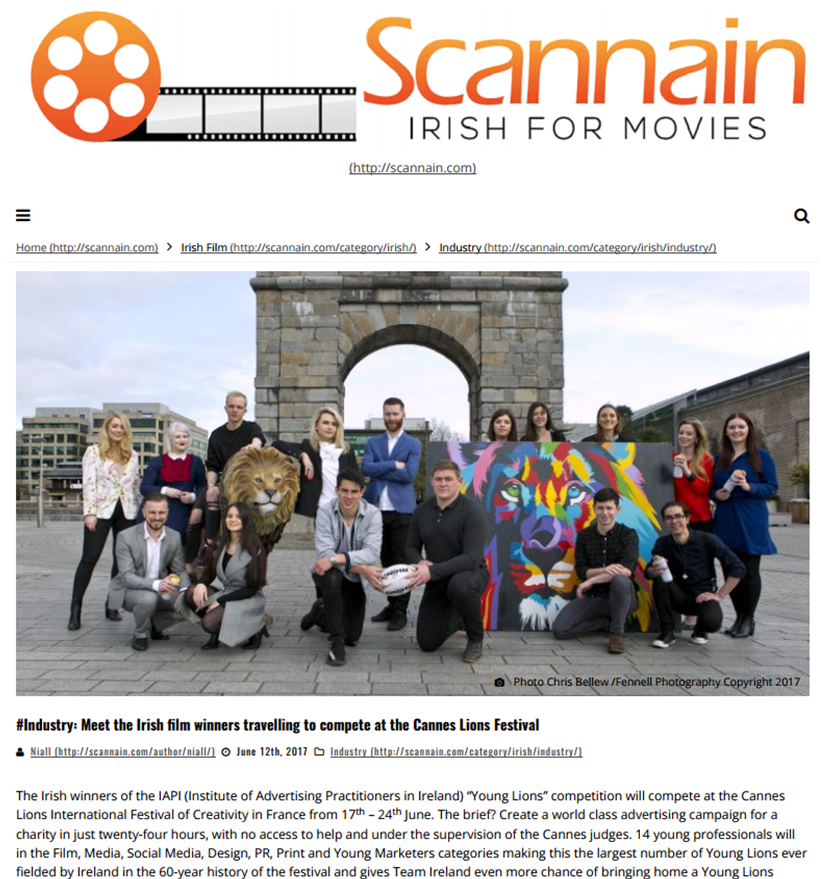 Scannain
IRISH FOR MOVIES
(http://scannain.com)
Home (http://scannain.com) > Irish Film (http://scannain.com/category/irish/) > Industry (http://scannain.com/category/irish/industry/)
Photo Chris Bellew /Fennell Photography Copyright 2017
#Industry: Meet the Irish film winners travelling to compete at the Cannes Lions Festival
Niall (http://scannain.com/author/niall/) June 12th, 2017 Industry (http://scannain.com/category/irish/industry/)
The Irish winners of the IAPI (Institute of Advertising Practitioners in Ireland) “Young Lions” competition will compete at the Cannes
Lions International Festival of Creativity in France from 17th – 24th June. The brief? Create a world class advertising campaign for a
charity in just twenty-four hours, with no access to help and under the supervision of the Cannes judges. 14 young professionals will
in the Film, Media, Social Media, Design, PR, Print and Young Marketers categories making this the largest number of Young Lions ever
fielded by Ireland in the 60-year history of the festival and gives Team Ireland even more chance of bringing home a Young Lions